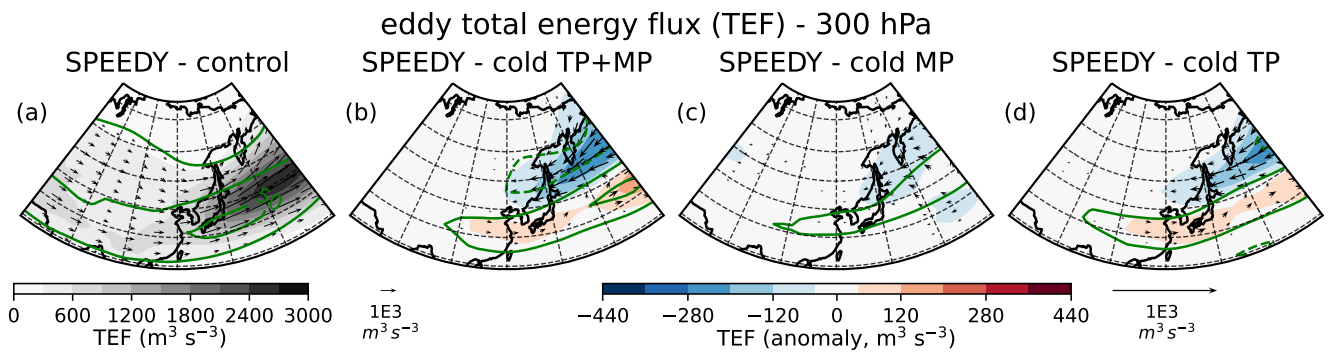 eddy total energy flux (TEF) - 300 hPa
SPEEDY - control
SPEEDY - cold TP+MP
SPEEDY - cold MP
SPEEDY - cold TP
(a)
(b)
(c)
(d)
50
0 600 1200 1800 2400 3000
TEF (m³ s⁻³)
1E3
m³ s⁻³
−440 −280 −120 0 120 280 440
TEF (anomaly, m³ s⁻³)
1E3
m³ s⁻³